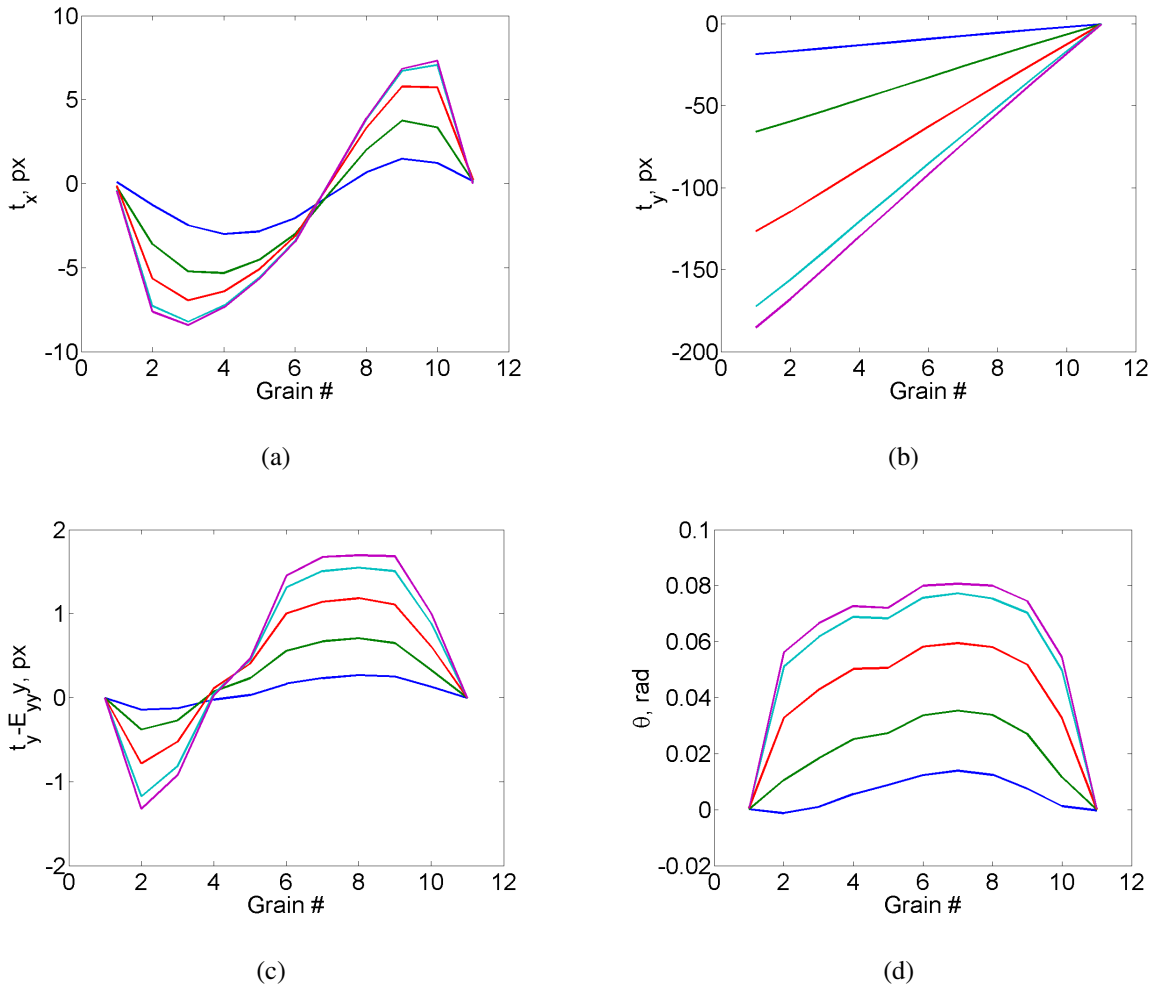 10
5
0
-5
-10
t_x, px
0 2 4 6 8 10 12
Grain #
(a)
0
-50
-100
-150
-200
t_y, px
0 2 4 6 8 10 12
Grain #
(b)
2
1
0
-1
-2
t_y-E_yy y, px
0 2 4 6 8 10 12
Grain #
(c)
0.1
0.08
0.06
0.04
0.02
0
-0.02
θ, rad
0 2 4 6 8 10 12
Grain #
(d)